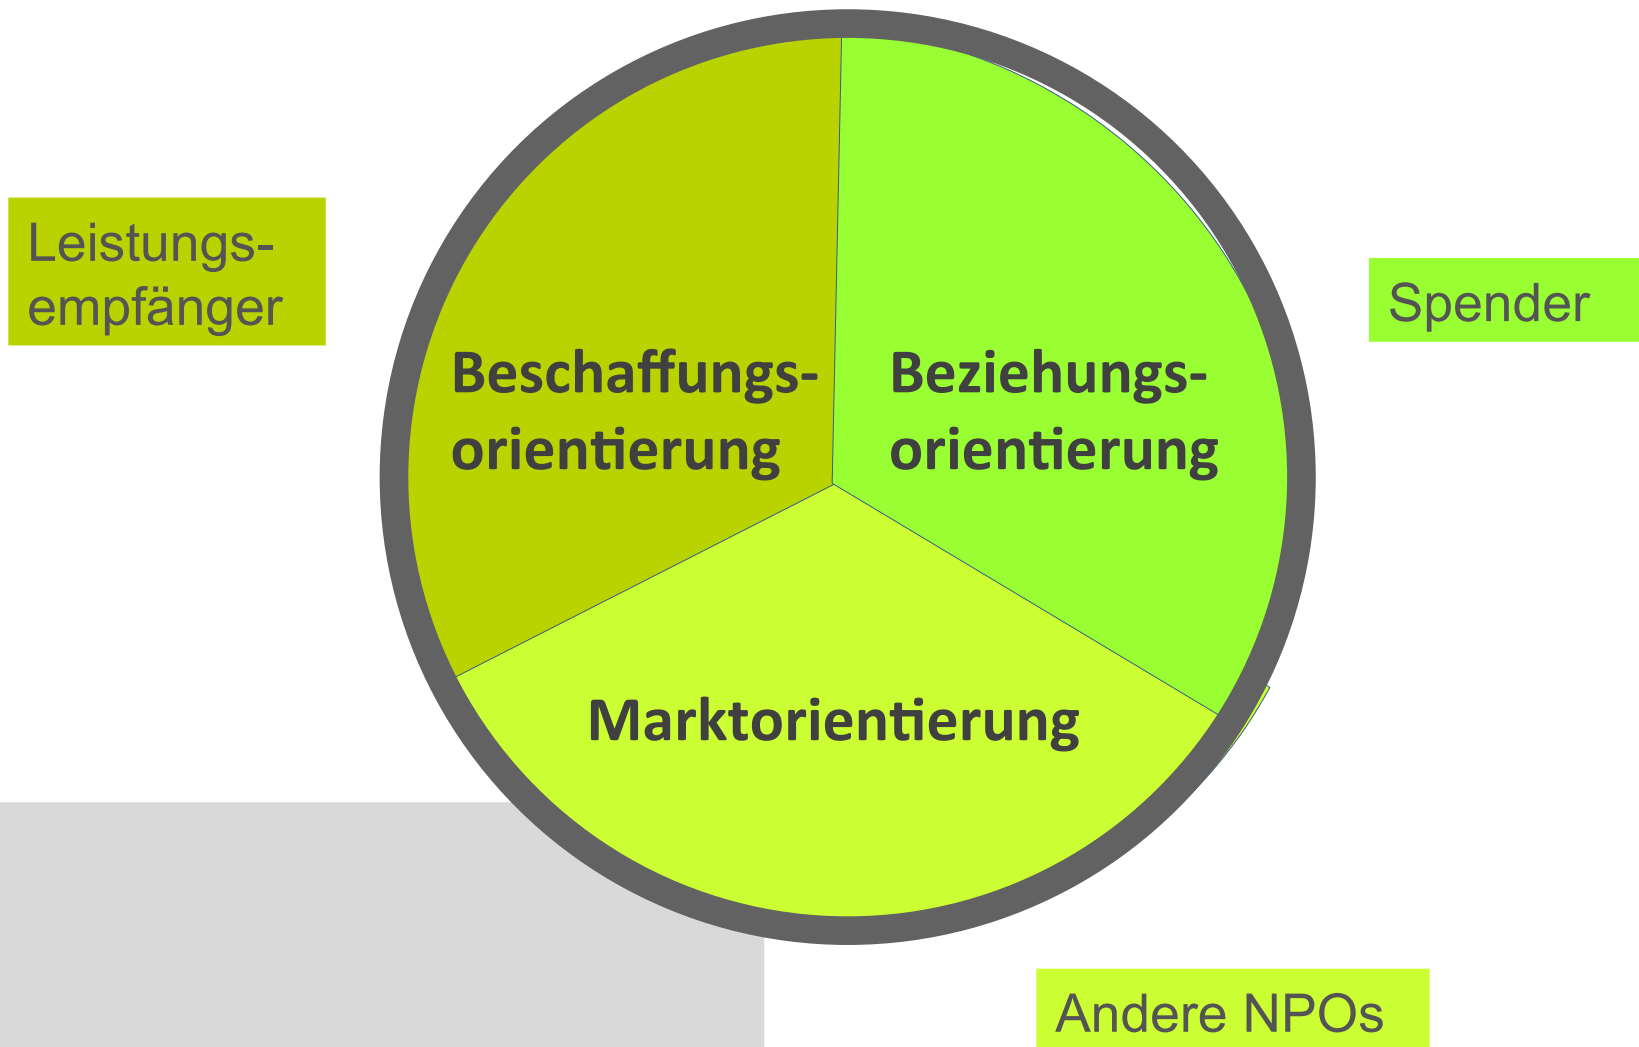 Leistungs-
empfänger
Spender
Beschaffungs-
orientierung
Beziehungs-
orientierung
Marktorientierung
Andere NPOs